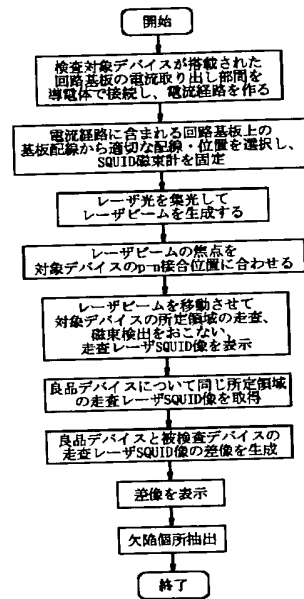 開始
検査対象デバイスが搭載された
回路基板の電流取り出し部間を
導電体で接続し、電流経路を作る
電流経路に含まれる回路基板上の
基板配線から適切な配線・位置を選択し、
SQUID磁束計を固定
レーザ光を集光して
レーザビームを生成する
レーザビームの焦点を
対象デバイスのp-n接合位置に合わせる
レーザビームを移動させて
対象デバイスの所定領域の走査、
磁束検出をおこない、
走査レーザSQUID像を表示
良品デバイスについて同じ所定領域
の走査レーザSQUID像を取得
良品デバイスと被検査デバイスの
走査レーザSQUID像の差像を生成
差像を表示
欠陥個所抽出
終了